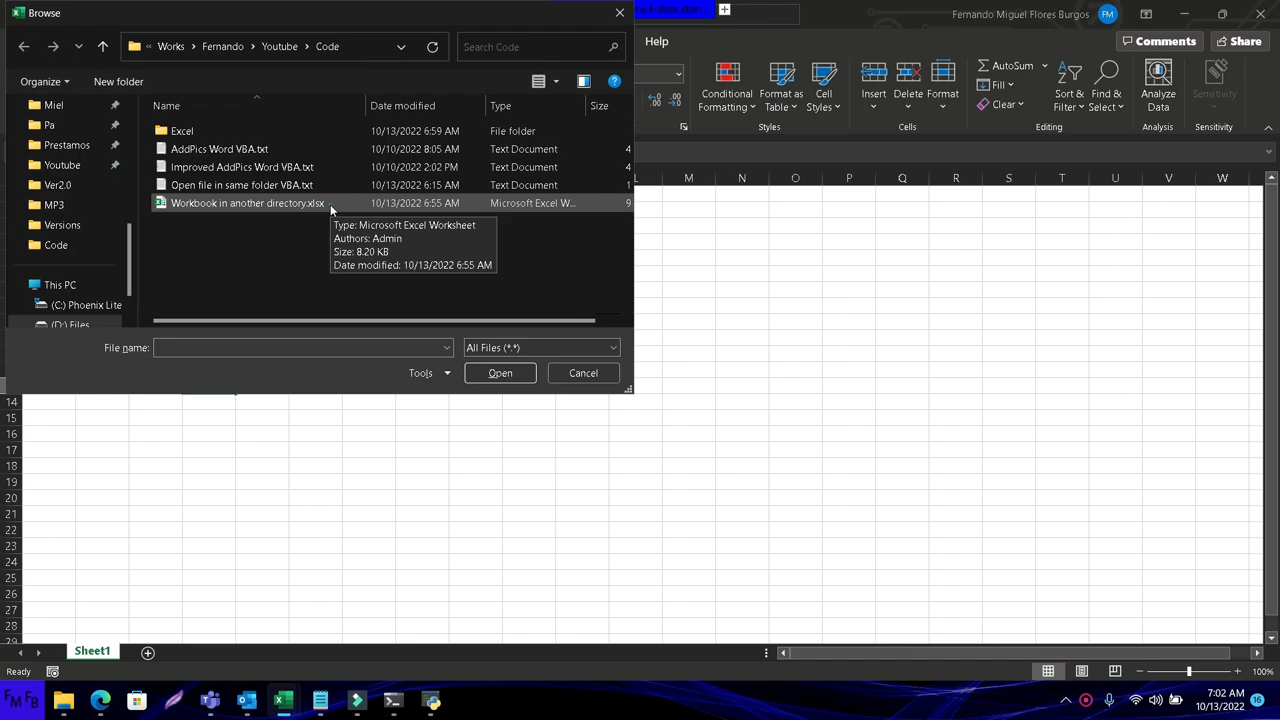 Browse
Fernando Miguel Flores Burgos FM
« Works > Fernando > Youtube > Code
Search Code
Help
Comments
Share
Organize
New folder
AutoSum
Fill
Clear
Conditional Formatting
Format as Table
Cell Styles
Insert
Delete
Format
Sort & Filter
Find & Select
Analyze Data
Sensitivity
Styles
Cells
Editing
Analysis
Sensitivity
Name Date modified Type Size
Miel
Pa
Prestamos
Youtube
Ver2.0
MP3
Versions
Code
This PC
(C:) Phoenix Lite
(D:) Files
Excel 10/13/2022 6:59 AM File folder
AddPics Word VBA.txt 10/10/2022 8:05 AM Text Document 4
Improved AddPics Word VBA.txt 10/10/2022 2:02 PM Text Document 4
Open file in same folder VBA.txt 10/13/2022 6:15 AM Text Document 1
Workbook in another directory.xlsx 10/13/2022 6:55 AM Microsoft Excel W... 9
Type: Microsoft Excel Worksheet
Authors: Admin
Size: 8.20 KB
Date modified: 10/13/2022 6:55 AM
File name:
All Files (*.*)
Tools
Open
Cancel
M N O P Q R S T U V W
14
15
16
17
18
19
20
21
22
23
24
25
26
27
28
29
Sheet1
Ready
100%
FM FB
7:02 AM
10/13/2022
16